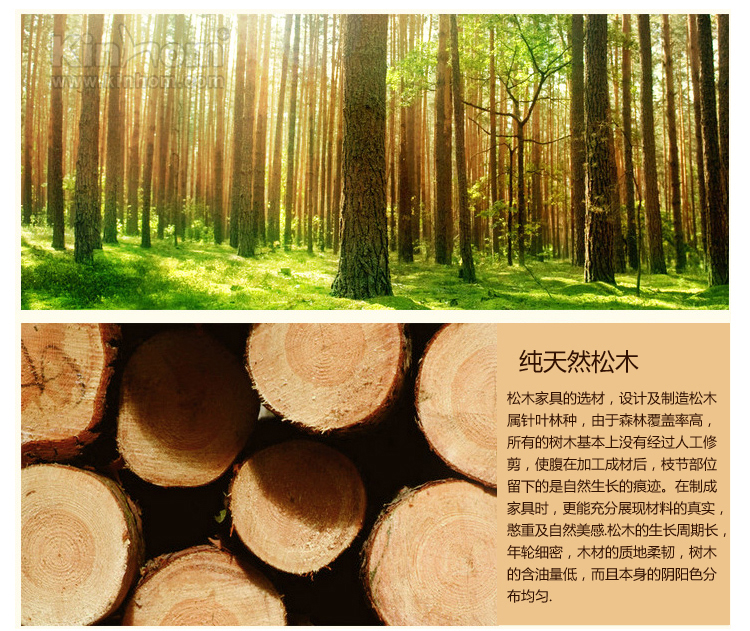 Kinhom
www.kinhom.com
纯天然松木
松木家具的选材，设计及制造松木
属针叶林种，由于森林覆盖率高，
所有的树木基本上没有经过人工修
剪，使腹在加工成材后，枝节部位
留下的是自然生长的痕迹。在制成
家具时，更能充分展现材料的真实，
憨重及自然美感.松木的生长周期长，
年轮细密，木材的质地柔韧，树木
的含油量低，而且本身的阴阳色分
布均匀.